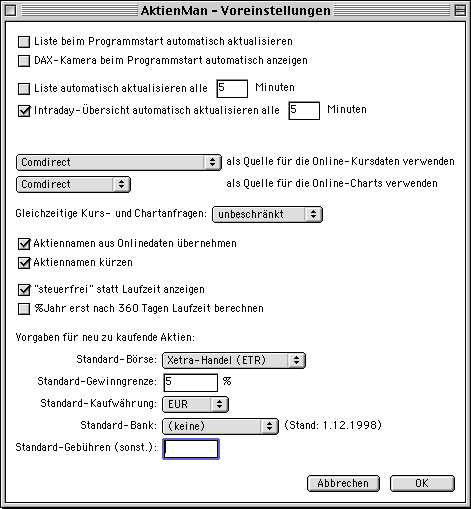 AktienMan - Voreinstellungen
Liste beim Programmstart automatisch aktualisieren
DAX-Kamera beim Programmstart automatisch anzeigen
Liste automatisch aktualisieren alle 5 Minuten
Intraday-Übersicht automatisch aktualisieren alle 5 Minuten
Comdirect als Quelle für die Online-Kursdaten verwenden
Comdirect als Quelle für die Online-Charts verwenden
Gleichzeitige Kurs- und Chartanfragen: unbeschränkt
Aktiennamen aus Onlinedaten übernehmen
Aktiennamen kürzen
"steuerfrei" statt Laufzeit anzeigen
%Jahr erst nach 360 Tagen Laufzeit berechnen
Vorgaben für neu zu kaufende Aktien:
Standard-Börse: Xetra-Handel (ETR)
Standard-Gewinngrenze: 5 %
Standard-Kaufwährung: EUR
Standard-Bank: (keine) (Stand: 1.12.1998)
Standard-Gebühren (sonst.):
Abbrechen OK